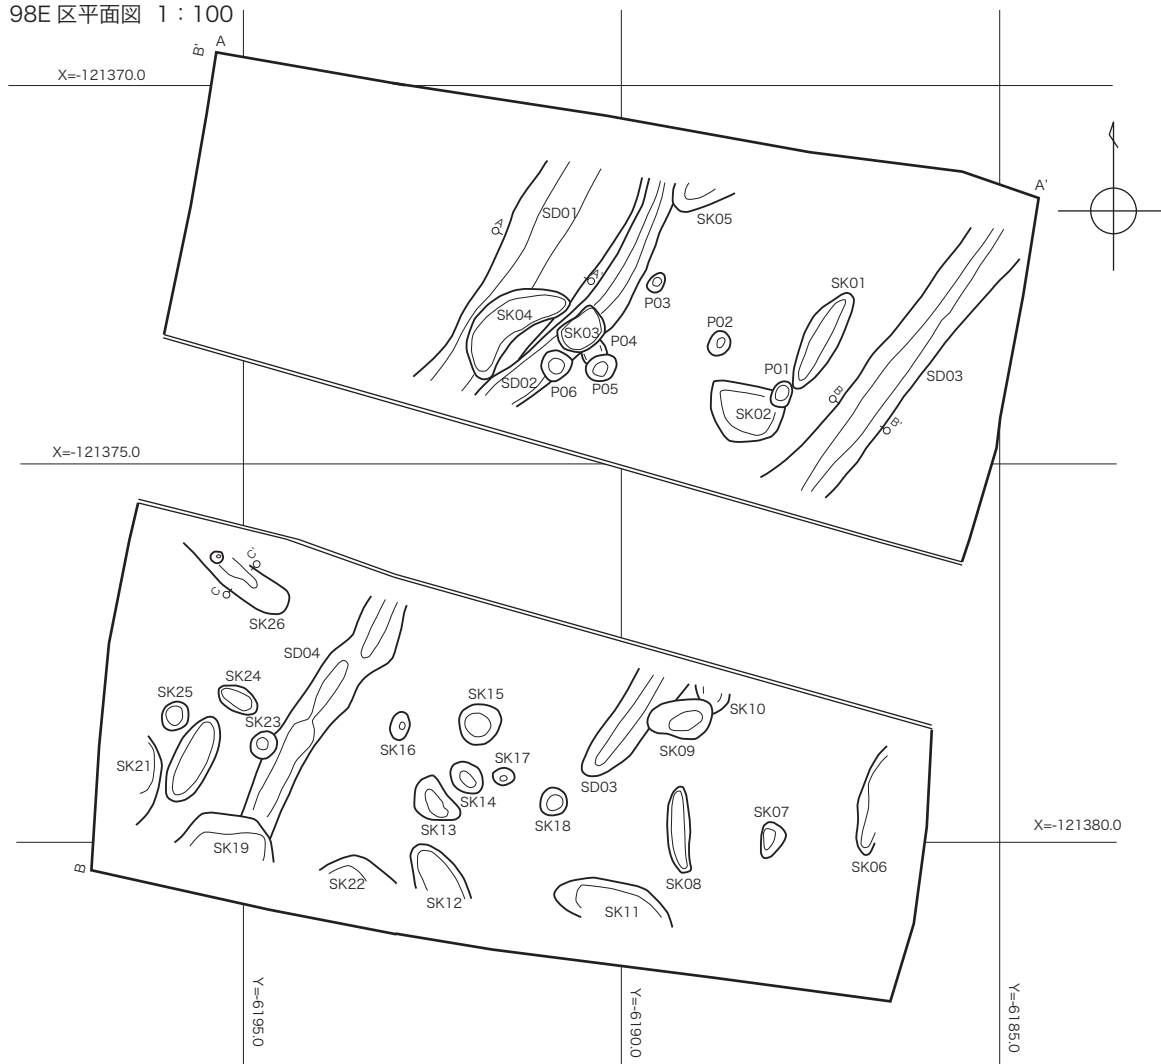 98E 区平面図 1：100
B' A
X=-121370.0
A'
SD01
SK05
A
A'
P03
SK01
SK04
SK03
P04
P02
P01
SD02
P06
P05
SK02
SD03
B
B'
X=-121375.0
C'
C
SK26
SD04
SK24
SK25
SK23
SK15
SK10
SK16
SK09
SK21
SK17
SD03
SK14
SK13
SK18
SK07
X=-121380.0
SK19
SK06
B
SK22
SK12
SK08
SK11
Y=-6195.0
Y=-6190.0
Y=-6185.0